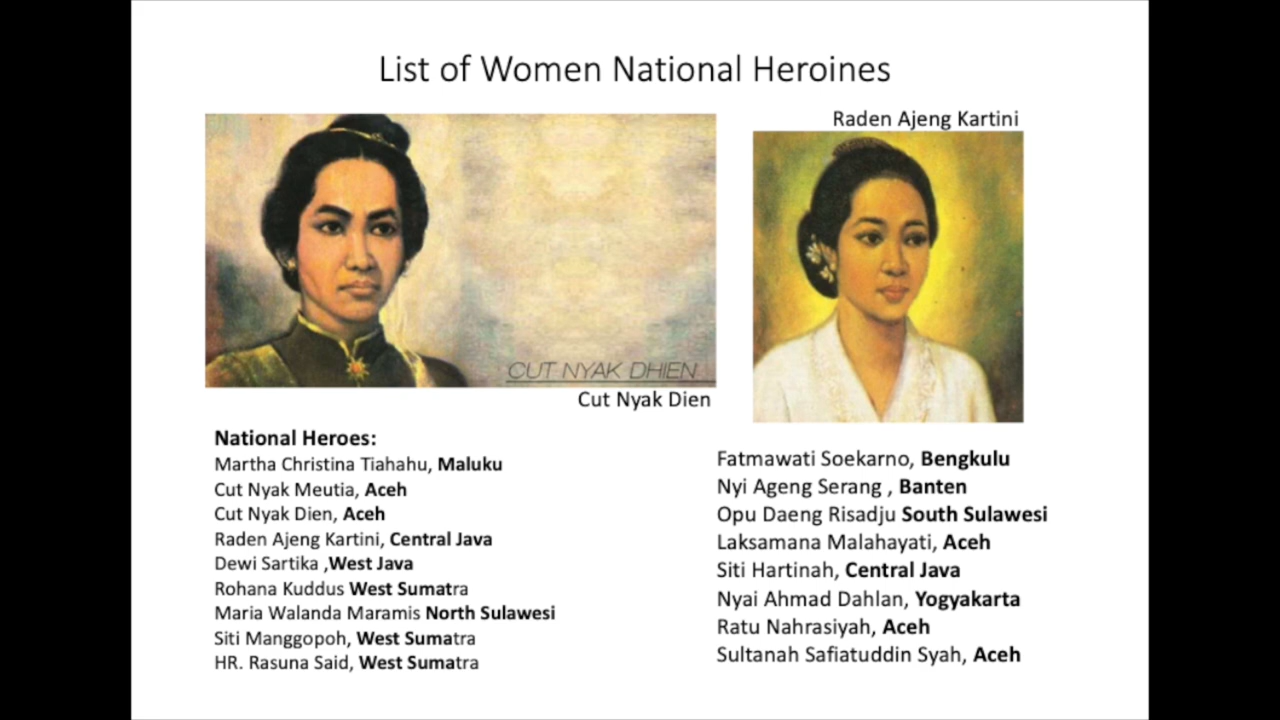 List of Women National Heroines
Raden Ajeng Kartini
CUT NYAK DHIEN
Cut Nyak Dien
National Heroes:
Martha Christina Tiahahu, Maluku
Cut Nyak Meutia, Aceh
Cut Nyak Dien, Aceh
Raden Ajeng Kartini, Central Java
Dewi Sartika ,West Java
Rohana Kuddus West Sumatra
Maria Walanda Maramis North Sulawesi
Siti Manggopoh, West Sumatra
HR. Rasuna Said, West Sumatra
Fatmawati Soekarno, Bengkulu
Nyi Ageng Serang , Banten
Opu Daeng Risadju South Sulawesi
Laksamana Malahayati, Aceh
Siti Hartinah, Central Java
Nyai Ahmad Dahlan, Yogyakarta
Ratu Nahrasiyah, Aceh
Sultanah Safiatuddin Syah, Aceh